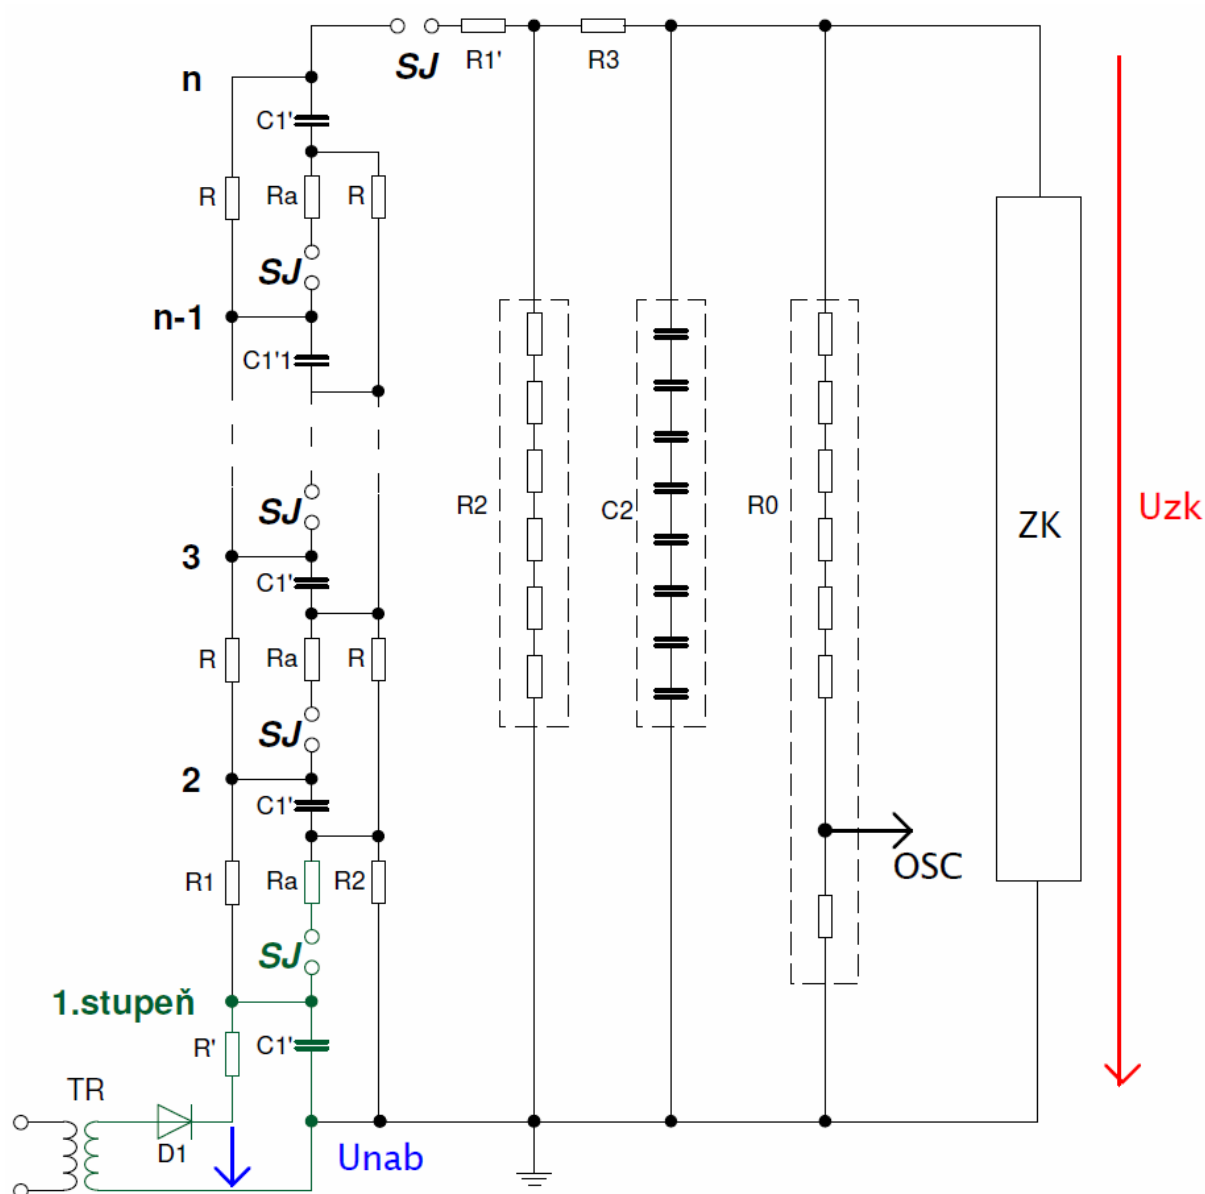 SJ R1' R3
n
C1'
R Ra R
SJ
n-1
C1'1
SJ
R2 C2 R0 ZK Uzk
3
C1'
R Ra R
SJ
2
C1'
R1 Ra R2 OSC
SJ
1.stupeň
R' C1'
TR
D1 Unab